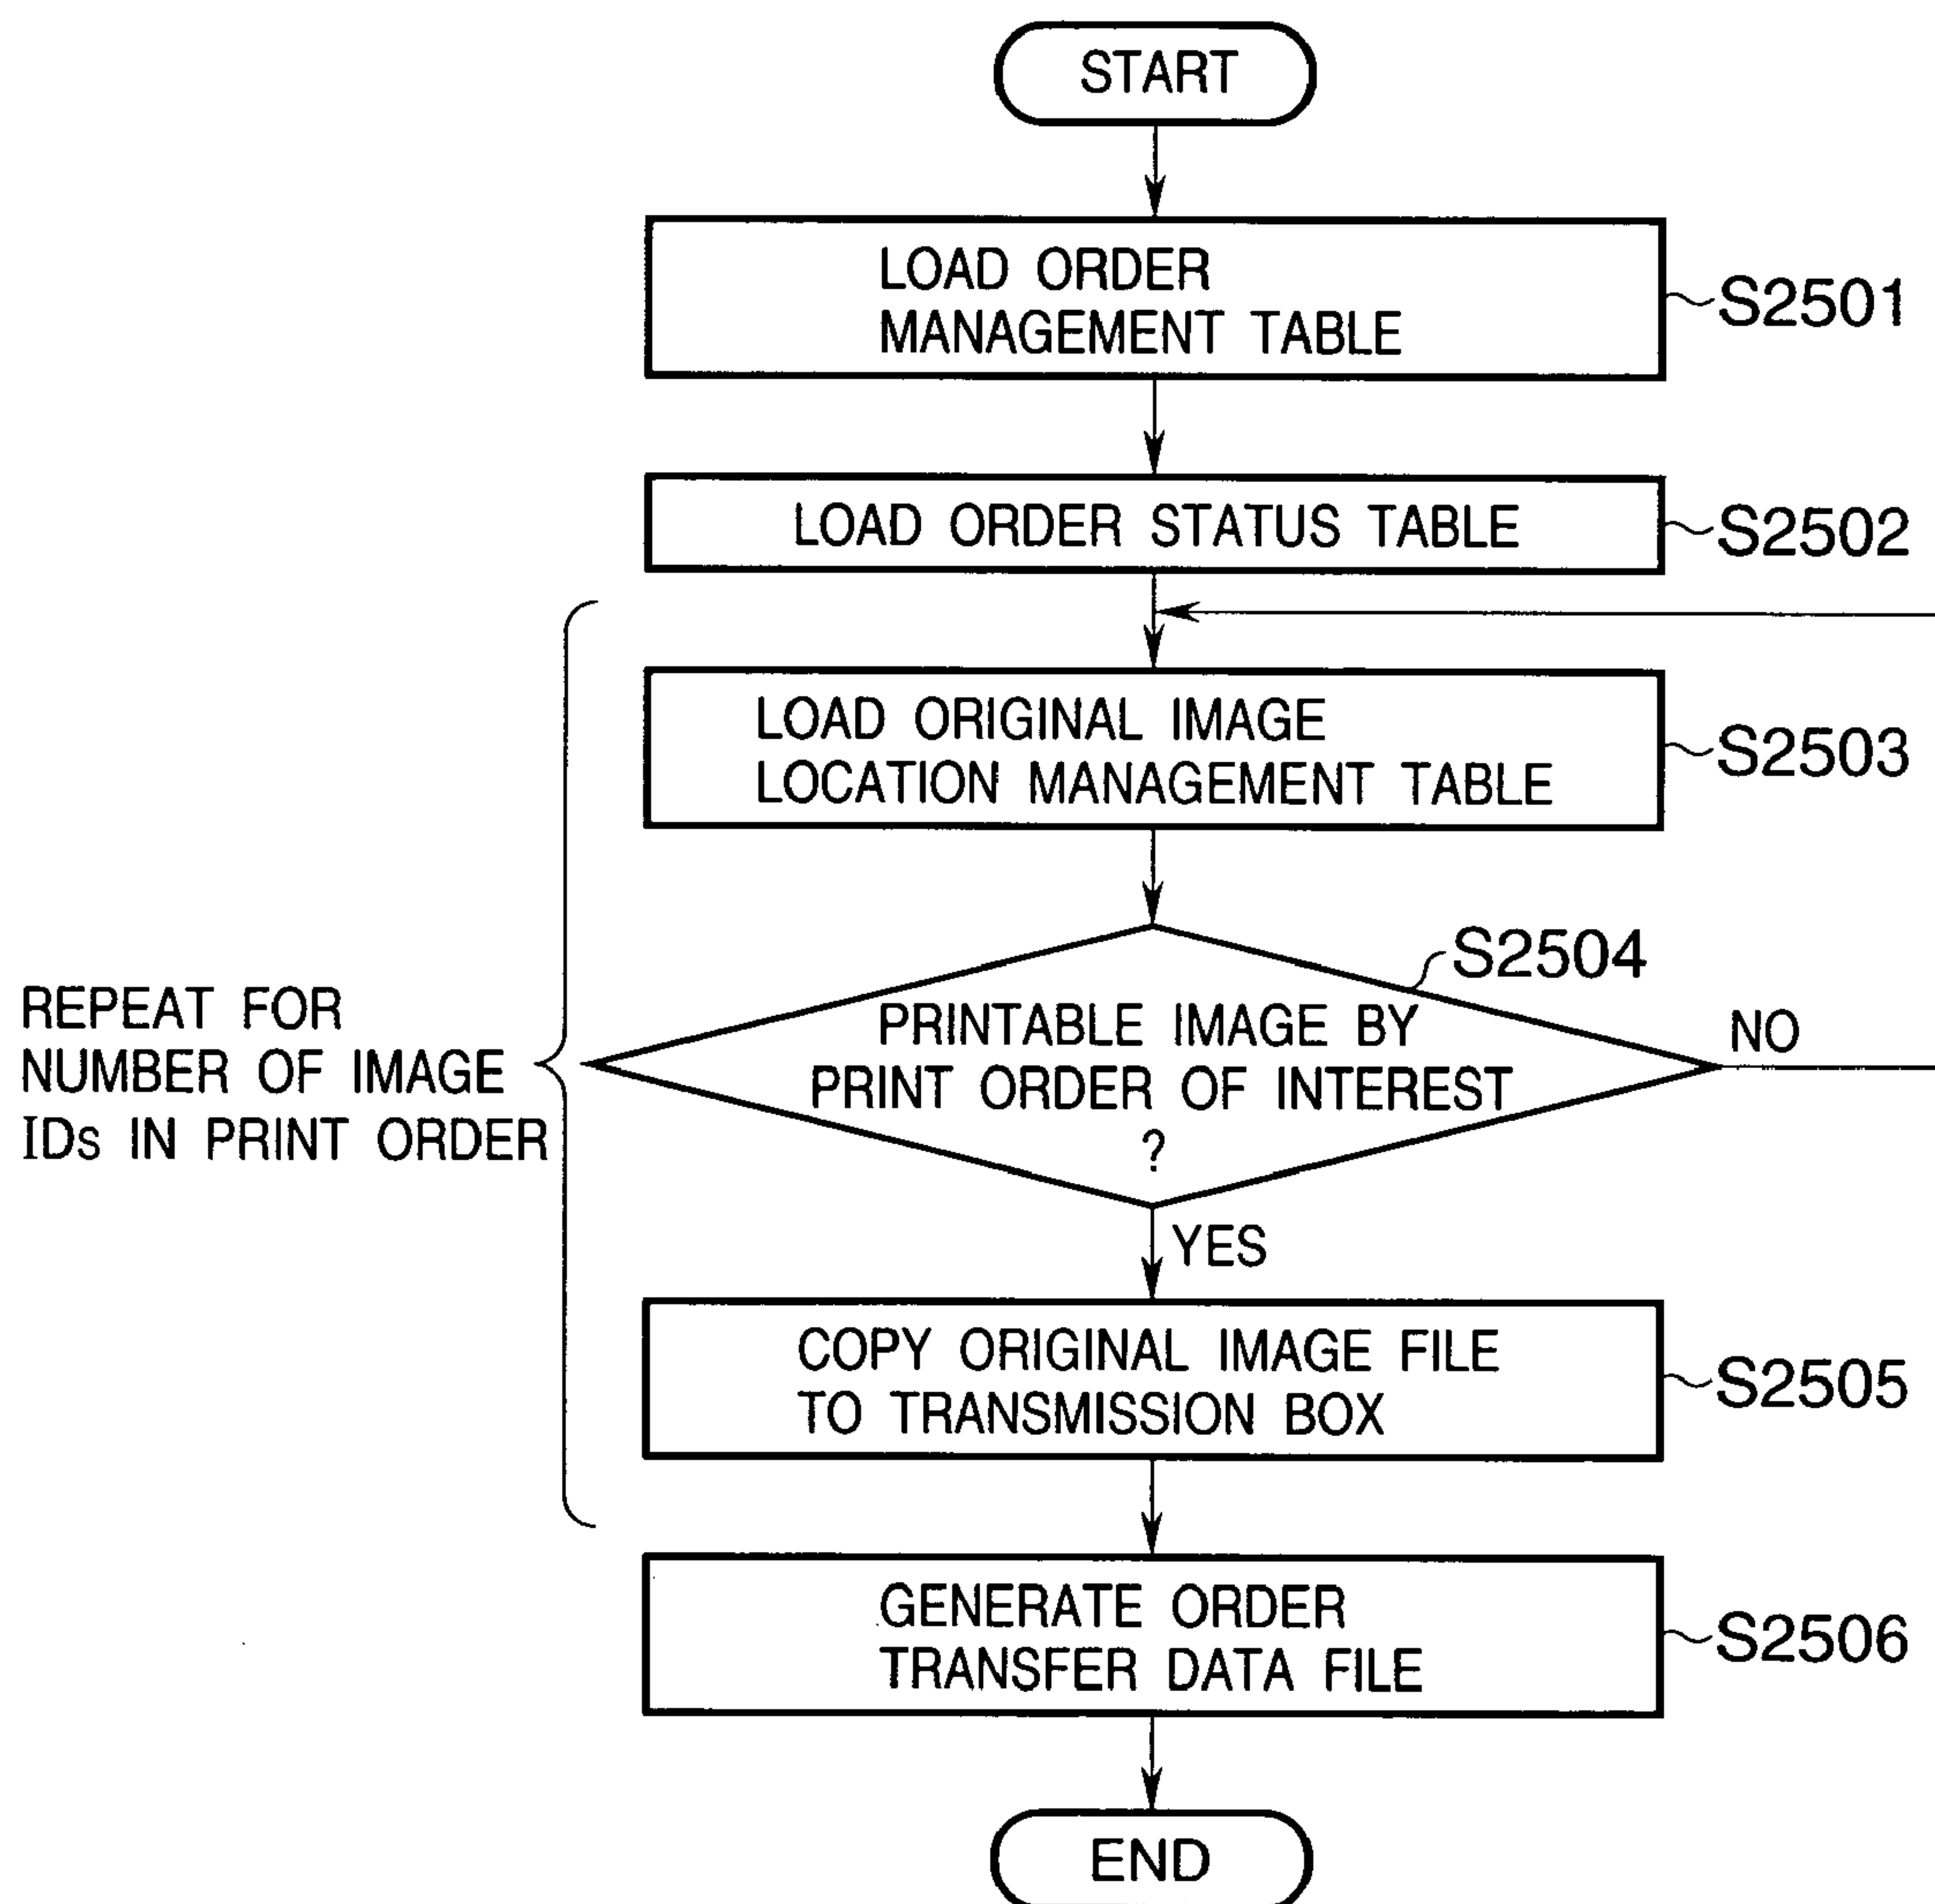 START
LOAD ORDER
MANAGEMENT TABLE
S2501
LOAD ORDER STATUS TABLE
S2502
LOAD ORIGINAL IMAGE
LOCATION MANAGEMENT TABLE
S2503
S2504
PRINTABLE IMAGE BY
PRINT ORDER OF INTEREST
?
NO
REPEAT FOR
NUMBER OF IMAGE
IDs IN PRINT ORDER
YES
COPY ORIGINAL IMAGE FILE
TO TRANSMISSION BOX
S2505
GENERATE ORDER
TRANSFER DATA FILE
S2506
END